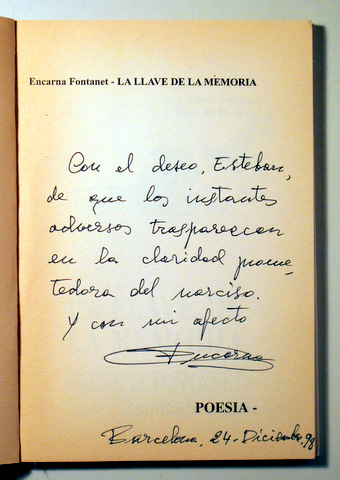 Encarna Fontanet - LA LLAVE DE LA MEMORIA
Con el deseo, Esteban,
de que los instantes
adversos trasparezcan
en la claridad prome-
tedora del narciso.
Y con mi afecto
Encarna
POESIA -
Barcelona, 24-Diciembre, 98